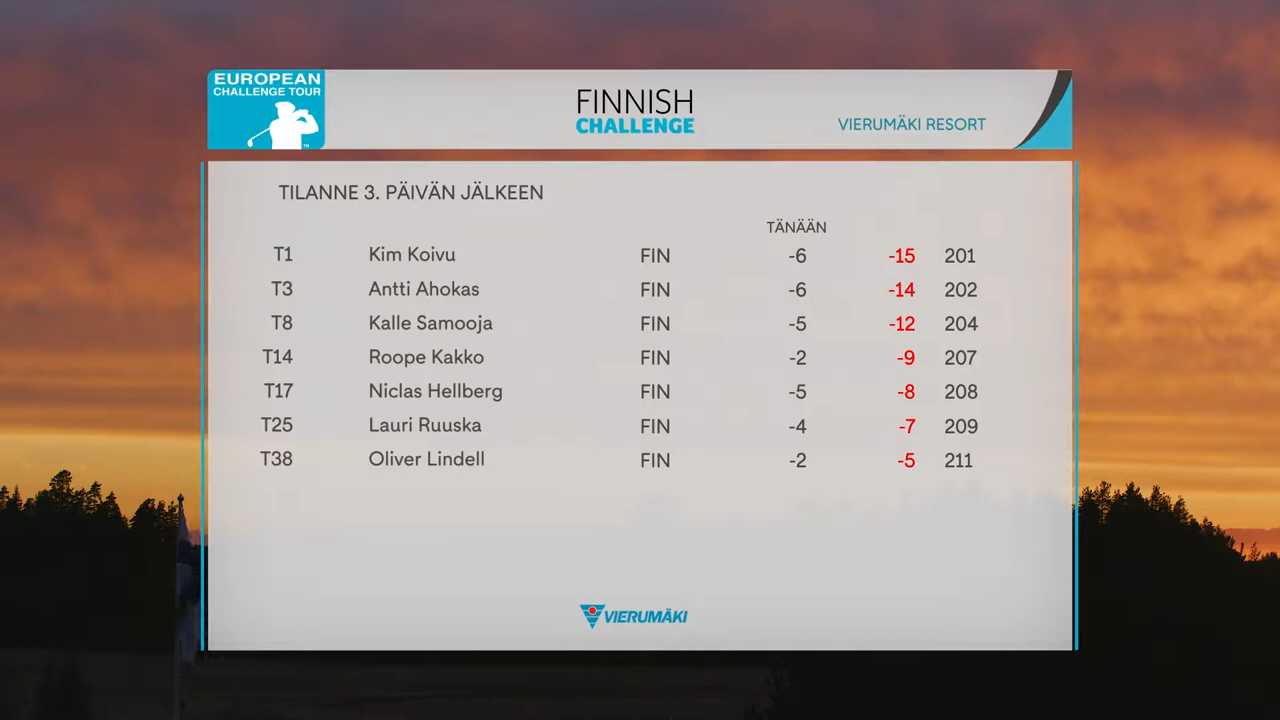 EUROPEAN
CHALLENGE TOUR
TM
FINNISH
CHALLENGE
VIERUMÄKI RESORT
TILANNE 3. PÄIVÄN JÄLKEEN
TÄNÄÄN
T1 Kim Koivu FIN -6 -15 201
T3 Antti Ahokas FIN -6 -14 202
T8 Kalle Samooja FIN -5 -12 204
T14 Roope Kakko FIN -2 -9 207
T17 Niclas Hellberg FIN -5 -8 208
T25 Lauri Ruuska FIN -4 -7 209
T38 Oliver Lindell FIN -2 -5 211
VIERUMÄKI